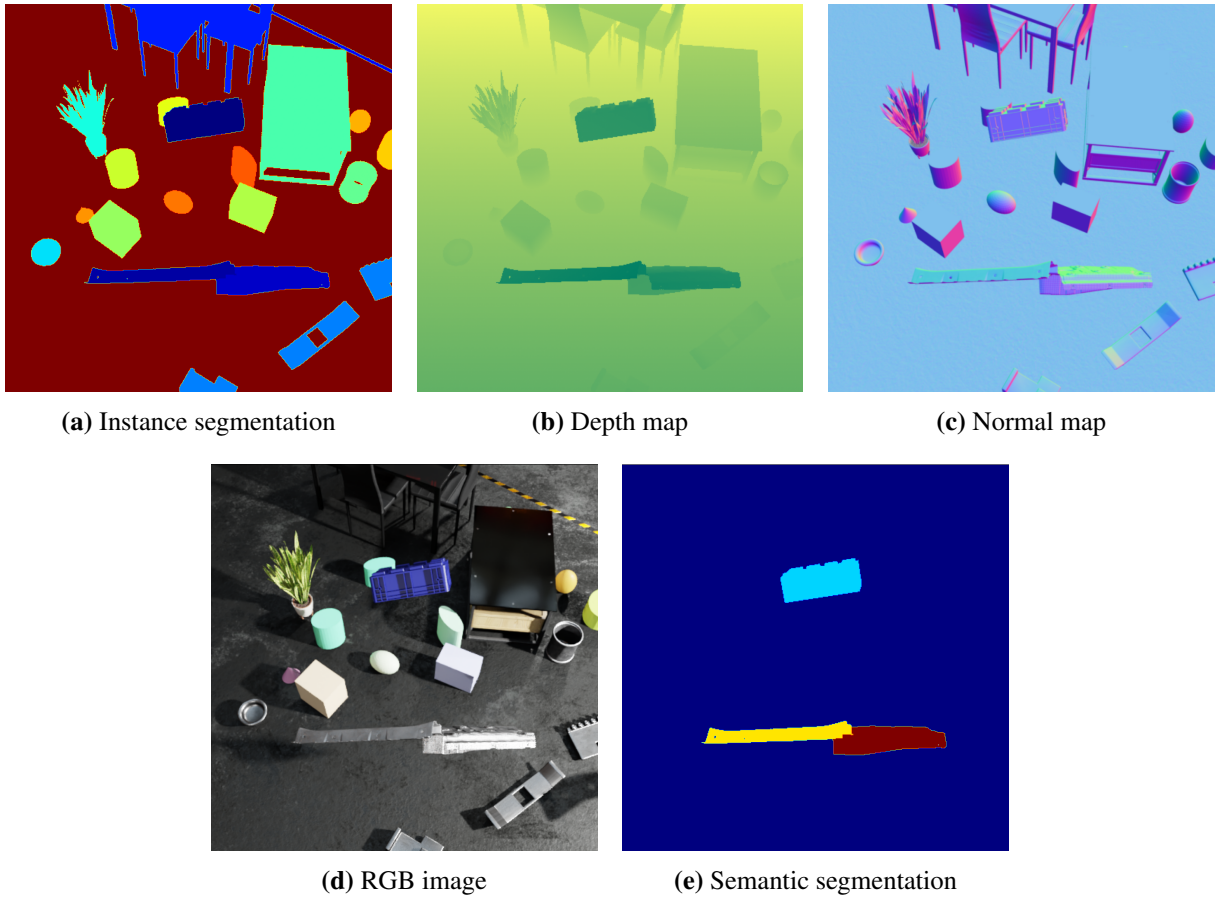 (a) Instance segmentation
(b) Depth map
(c) Normal map
(d) RGB image
(e) Semantic segmentation